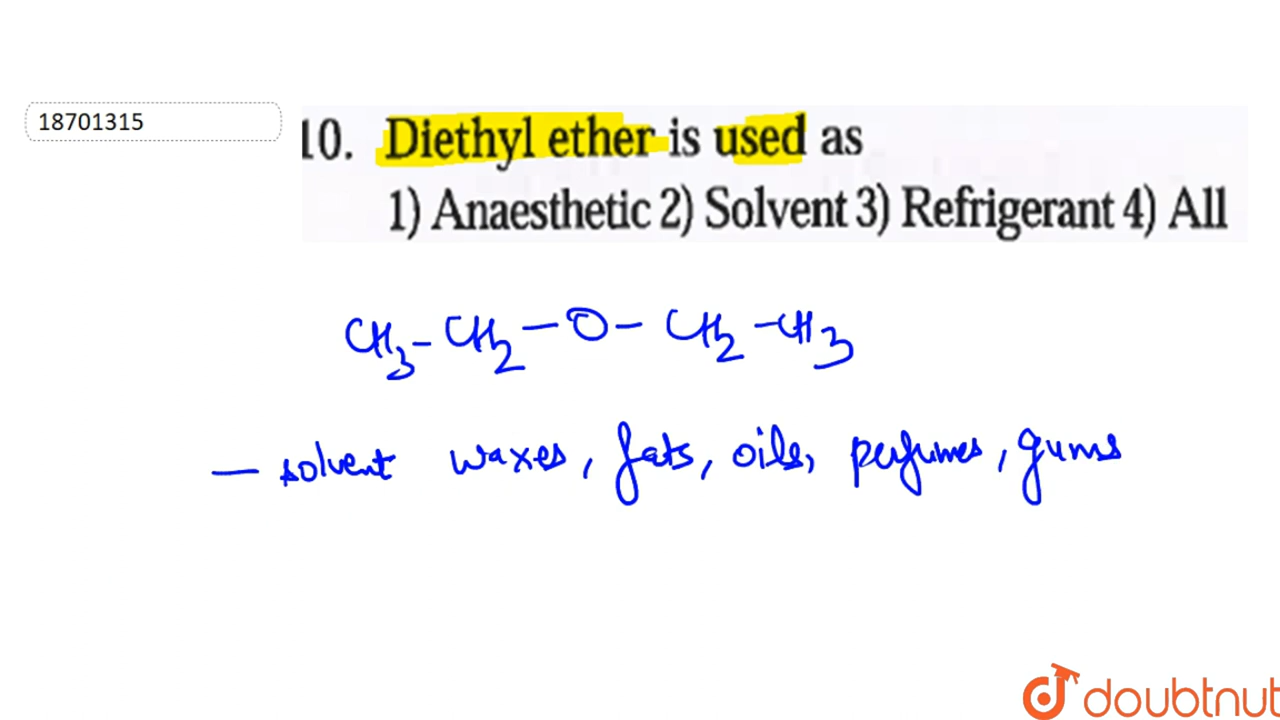 18701315
10. Diethyl ether is used as
1) Anaesthetic 2) Solvent 3) Refrigerant 4) All
CH3 - CH2 - O - CH2 - CH3
- solvent waxes, fats, oils, perfumes, gums
doubtnut